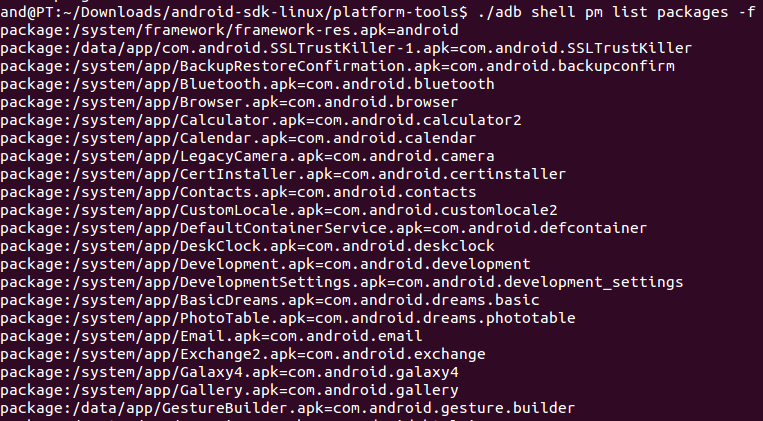 and@PT:~/Downloads/android-sdk-linux/platform-tools$ ./adb shell pm list packages -f
package:/system/framework/framework-res.apk=android
package:/data/app/com.android.SSLTrustKiller-1.apk=com.android.SSLTrustKiller
package:/system/app/BackupRestoreConfirmation.apk=com.android.backupconfirm
package:/system/app/Bluetooth.apk=com.android.bluetooth
package:/system/app/Browser.apk=com.android.browser
package:/system/app/Calculator.apk=com.android.calculator2
package:/system/app/Calendar.apk=com.android.calendar
package:/system/app/LegacyCamera.apk=com.android.camera
package:/system/app/CertInstaller.apk=com.android.certinstaller
package:/system/app/Contacts.apk=com.android.contacts
package:/system/app/CustomLocale.apk=com.android.customlocale2
package:/system/app/DefaultContainerService.apk=com.android.defcontainer
package:/system/app/DeskClock.apk=com.android.deskclock
package:/system/app/Development.apk=com.android.development
package:/system/app/DevelopmentSettings.apk=com.android.development_settings
package:/system/app/BasicDreams.apk=com.android.dreams.basic
package:/system/app/PhotoTable.apk=com.android.dreams.phototable
package:/system/app/Email.apk=com.android.email
package:/system/app/Exchange2.apk=com.android.exchange
package:/system/app/Galaxy4.apk=com.android.galaxy4
package:/system/app/Gallery.apk=com.android.gallery
package:/data/app/GestureBuilder.apk=com.android.gesture.builder